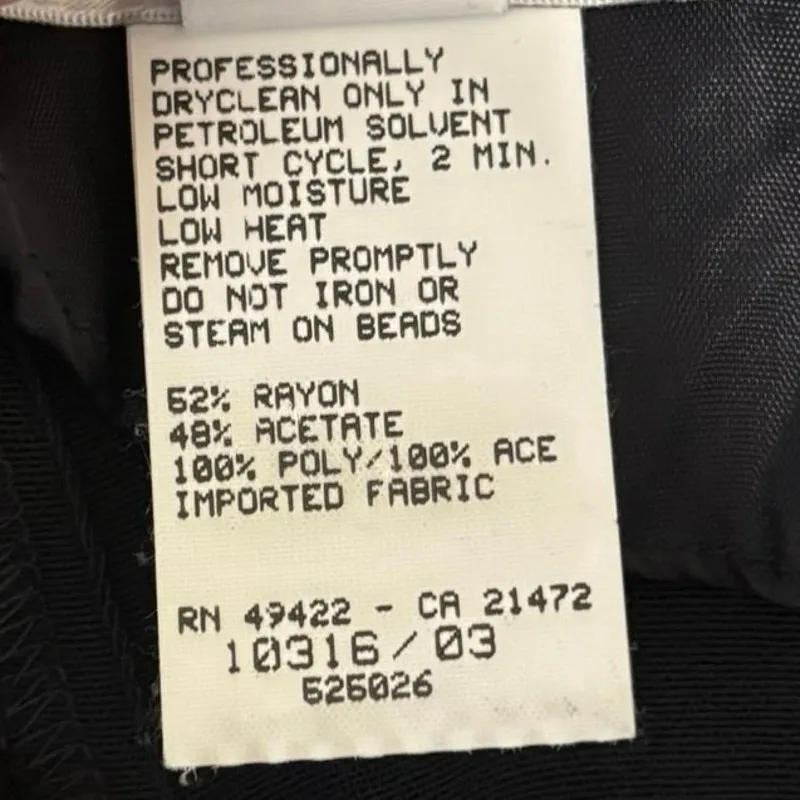 PROFESSIONALLY
DRYCLEAN ONLY IN
PETROLEUM SOLVENT
SHORT CYCLE, 2 MIN.
LOW MOISTURE
LOW HEAT
REMOVE PROMPTLY
DO NOT IRON OR
STEAM ON BEADS
52% RAYON
48% ACETATE
100% POLY/100% ACE
IMPORTED FABRIC
RN 49422 - CA 21472
10316/03
525026